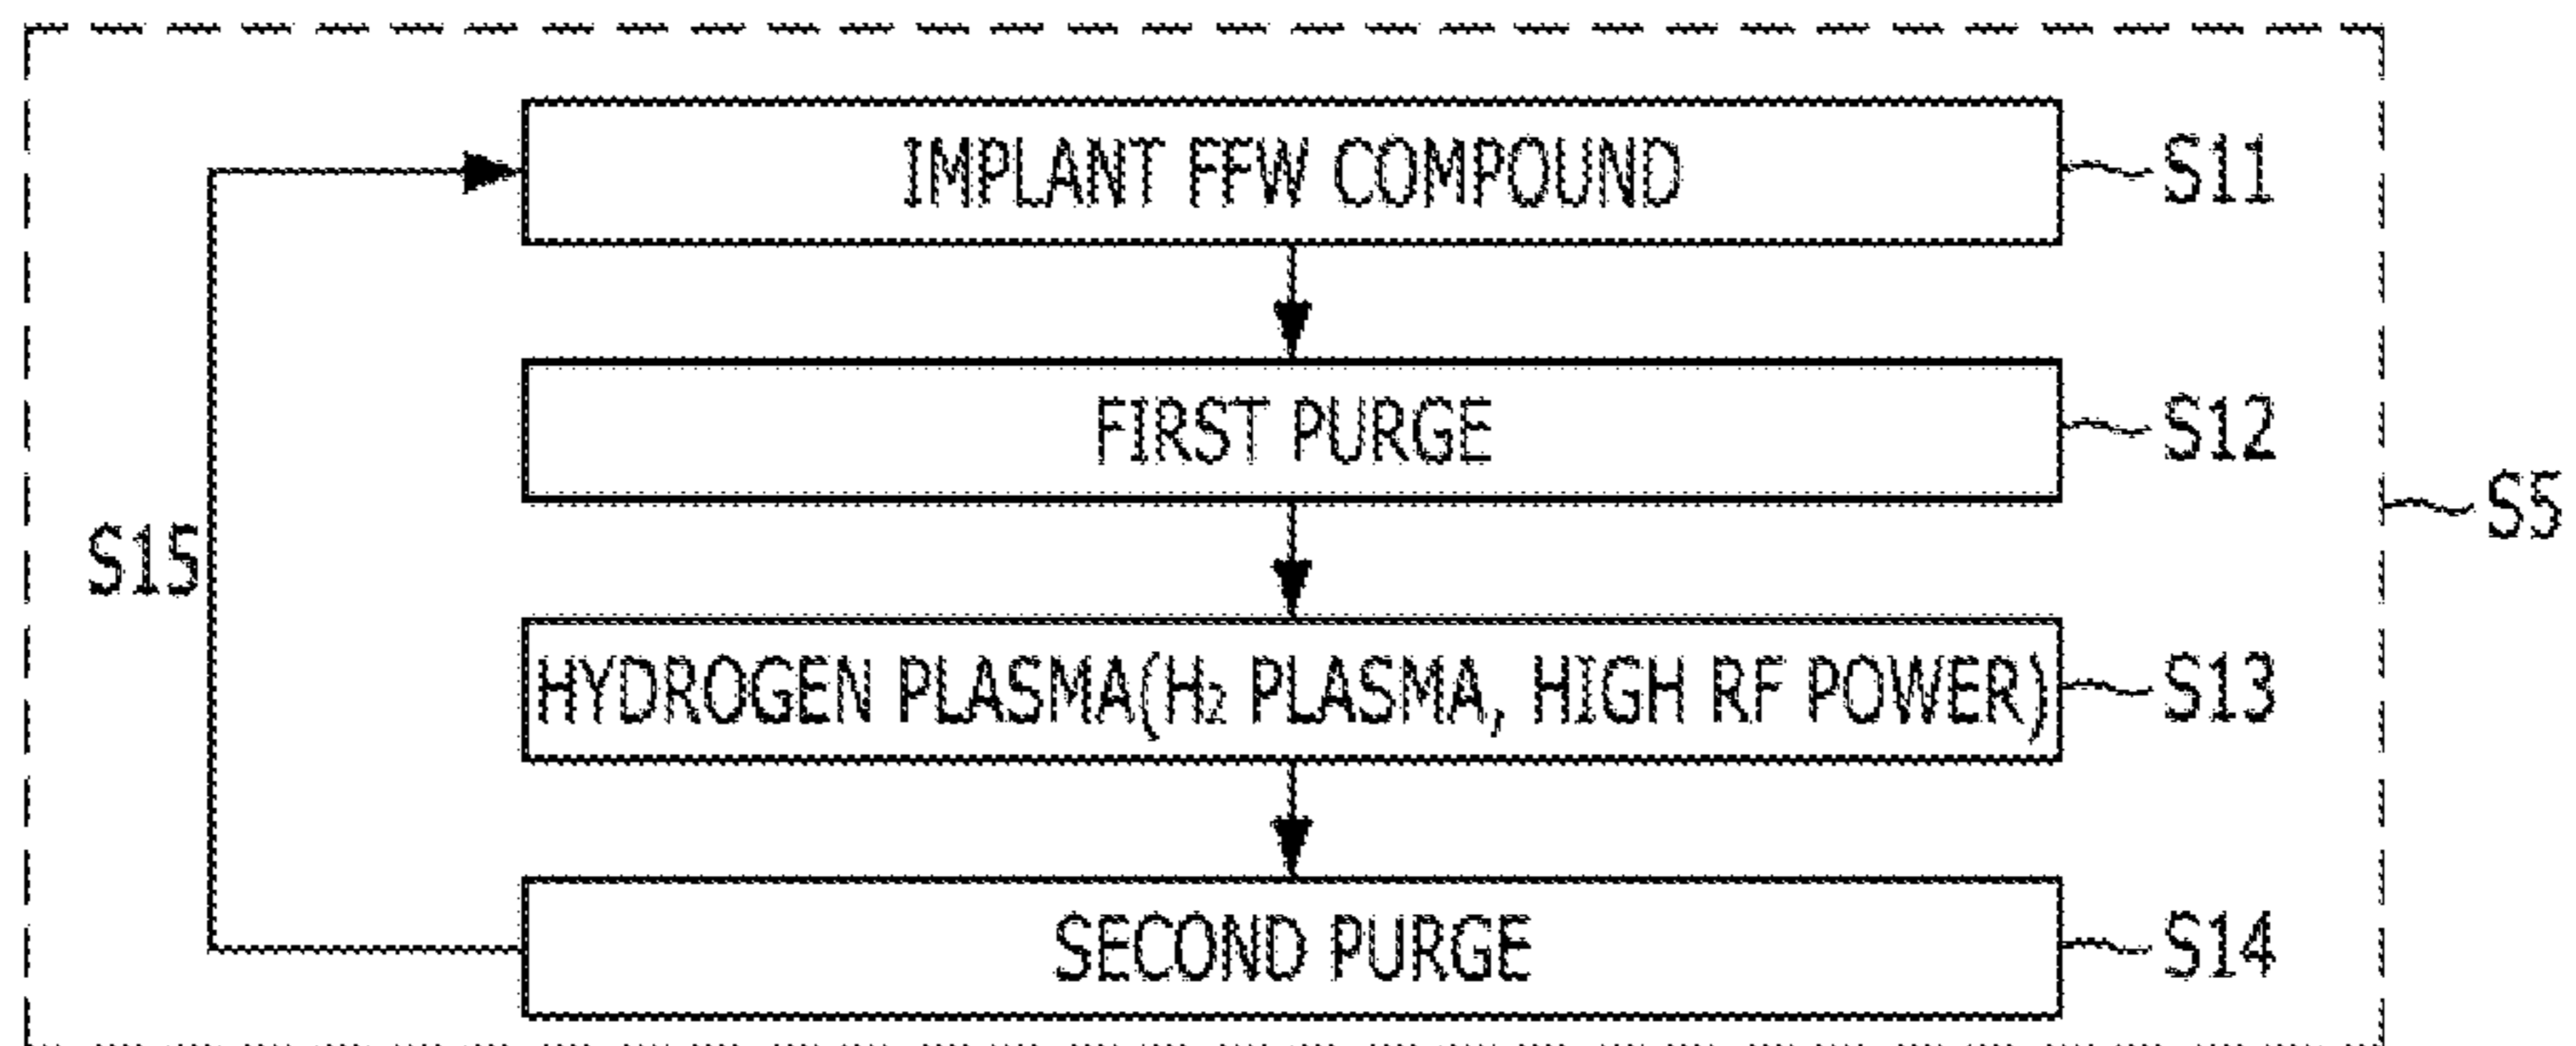 IMPLANT FFW COMPOUND
S11
FIRST PURGE
S12
S5
S15
HYDROGEN PLASMA(H₂ PLASMA, HIGH RF POWER)
S13
SECOND PURGE
S14